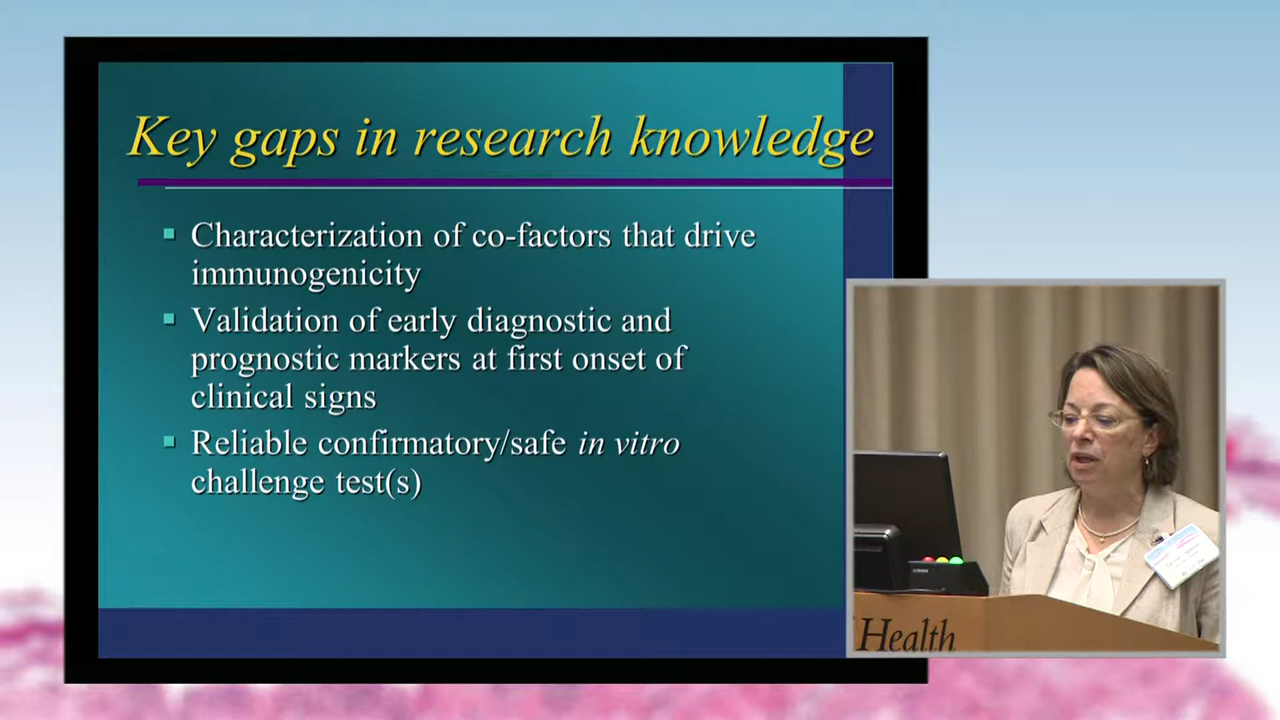 Key gaps in research knowledge
Characterization of co-factors that drive
immunogenicity
Validation of early diagnostic and
prognostic markers at first onset of
clinical signs
Reliable confirmatory/safe in vitro
challenge test(s)
Health